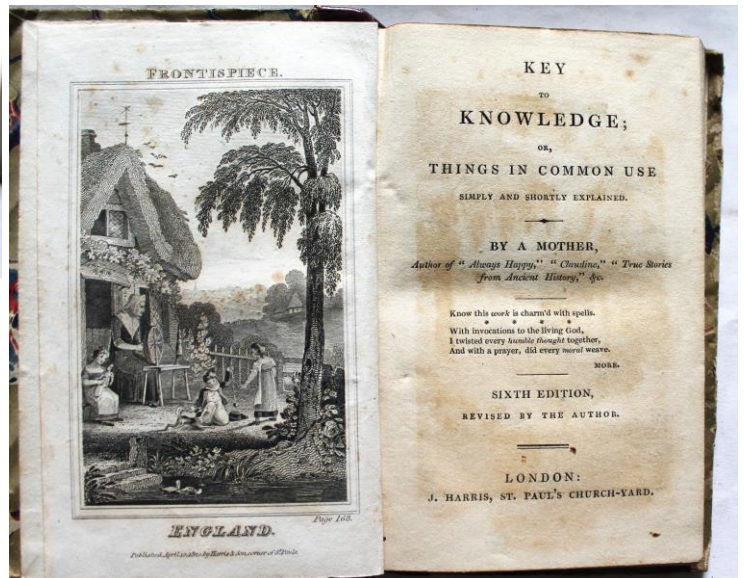 FRONTISPIECE.
Page 168.
ENGLAND.
KEY
TO
KNOWLEDGE;
OR,
THINGS IN COMMON USE
SIMPLY AND SHORTLY EXPLAINED.
BY A MOTHER,
Author of "Always Happy," "Claudine," "True Stories
from Ancient History," &c.
Know this work is charm'd with spells.
* * * *
With invocations to the living God,
I twisted every humble thought together,
And with a prayer, did every moral weave.
MORE.
SIXTH EDITION,
REVISED BY THE AUTHOR.
LONDON:
J. HARRIS, ST. PAUL'S CHURCH-YARD.